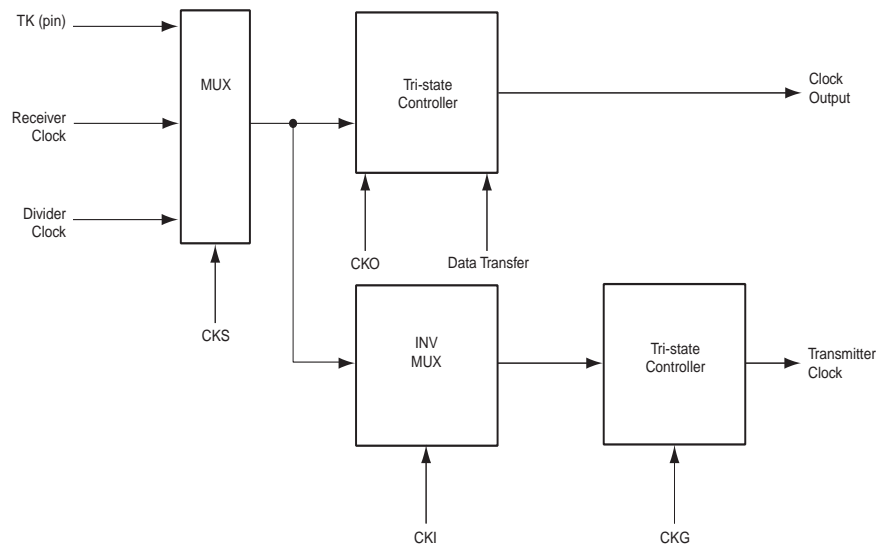 TK (pin)
MUX
Tri-state
Controller
Clock
Output
Receiver
Clock
Divider
Clock
CKO
Data Transfer
CKS
INV
MUX
Tri-state
Controller
Transmitter
Clock
CKI
CKG